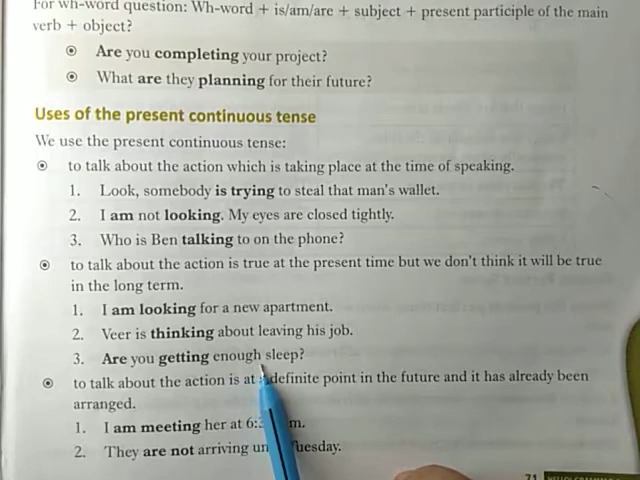 For wh-word question: Wh-word + is/am/are + subject + present participle of the main
verb + object?
Are you completing your project?
What are they planning for their future?
Uses of the present continuous tense
We use the present continuous tense:
to talk about the action which is taking place at the time of speaking.
1. Look, somebody is trying to steal that man's wallet.
2. I am not looking. My eyes are closed tightly.
3. Who is Ben talking to on the phone?
to talk about the action is true at the present time but we don't think it will be true
in the long term.
1. I am looking for a new apartment.
2. Veer is thinking about leaving his job.
3. Are you getting enough sleep?
to talk about the action is at definite point in the future and it has already been
arranged.
1. I am meeting her at
2. They are not arriving
71